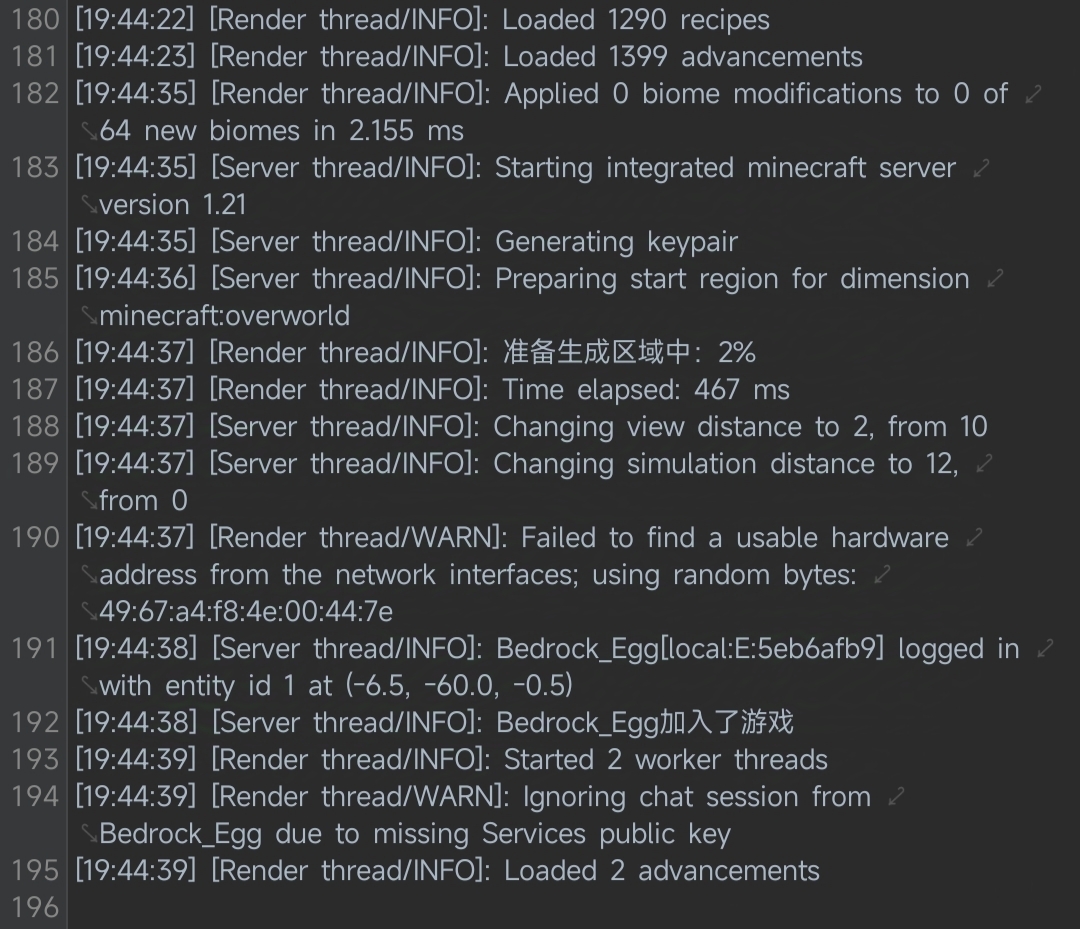 180 [19:44:22] [Render thread/INFO]: Loaded 1290 recipes
181 [19:44:23] [Render thread/INFO]: Loaded 1399 advancements
182 [19:44:35] [Render thread/INFO]: Applied 0 biome modifications to 0 of
64 new biomes in 2.155 ms
183 [19:44:35] [Server thread/INFO]: Starting integrated minecraft server
version 1.21
184 [19:44:35] [Server thread/INFO]: Generating keypair
185 [19:44:36] [Server thread/INFO]: Preparing start region for dimension
minecraft:overworld
186 [19:44:37] [Render thread/INFO]: 准备生成区域中：2%
187 [19:44:37] [Render thread/INFO]: Time elapsed: 467 ms
188 [19:44:37] [Server thread/INFO]: Changing view distance to 2, from 10
189 [19:44:37] [Server thread/INFO]: Changing simulation distance to 12,
from 0
190 [19:44:37] [Render thread/WARN]: Failed to find a usable hardware
address from the network interfaces; using random bytes:
49:67:a4:f8:4e:00:44:7e
191 [19:44:38] [Server thread/INFO]: Bedrock_Egg[local:E:5eb6afb9] logged in
with entity id 1 at (-6.5, -60.0, -0.5)
192 [19:44:38] [Server thread/INFO]: Bedrock_Egg加入了游戏
193 [19:44:39] [Render thread/INFO]: Started 2 worker threads
194 [19:44:39] [Render thread/WARN]: Ignoring chat session from
Bedrock_Egg due to missing Services public key
195 [19:44:39] [Render thread/INFO]: Loaded 2 advancements
196